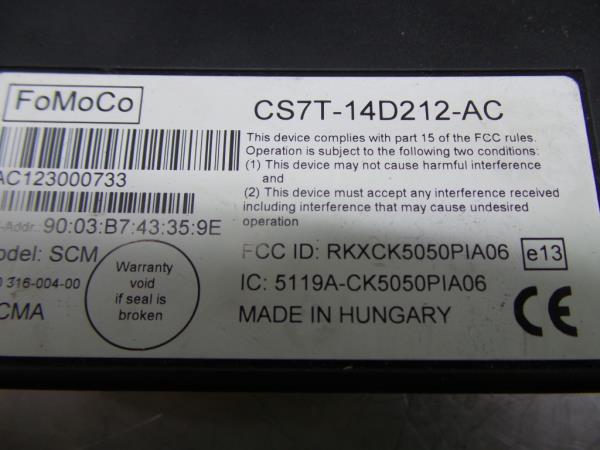 FoMoCo
CS7T-14D212-AC
This device complies with part 15 of the FCC rules.
Operation is subject to the following two conditions:
(1) This device may not cause harmful interference
and
(2) This device must accept any interference received
including interference that may cause undesired
operation
AC123000733
-Addr.: 90:03:B7:43:35:9E
odel: SCM
316-004-00
CMA
Warranty
void
if seal is
broken
FCC ID: RKXCK5050PIA06 e13
IC: 5119A-CK5050PIA06
MADE IN HUNGARY CE